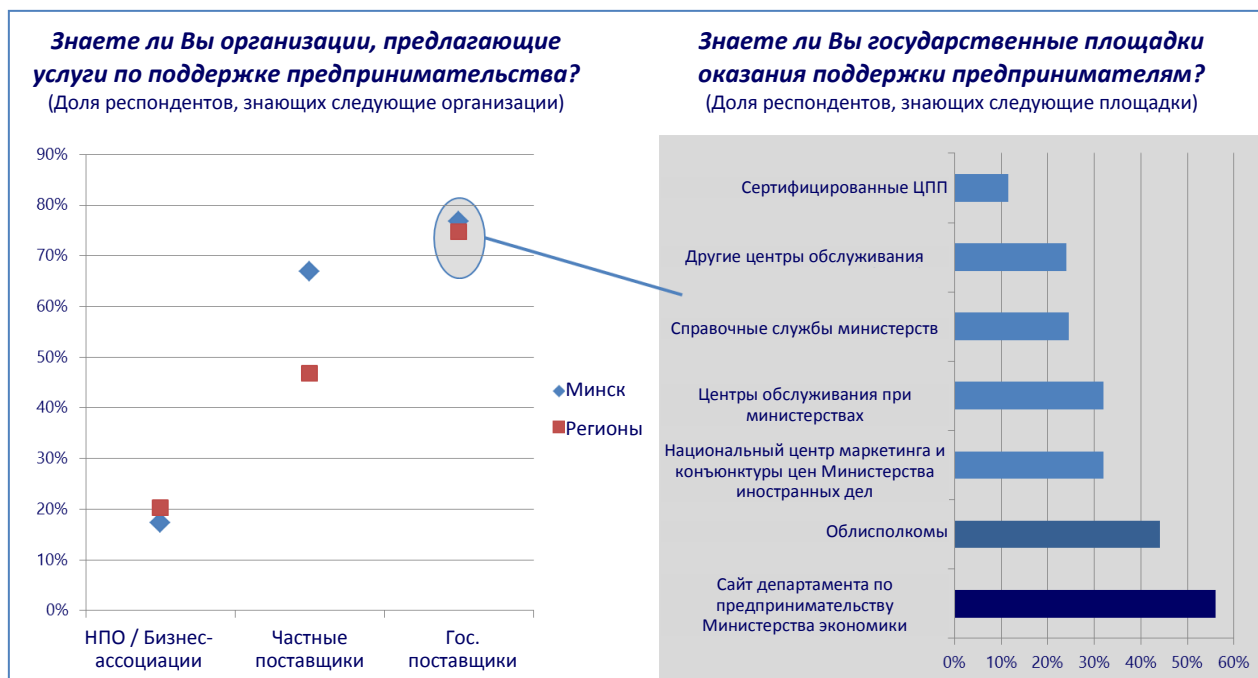 Знаете ли Вы организации, предлагающие
услуги по поддержке предпринимательства?
(Доля респондентов, знающих следующие организации)
90%
80%
70%
60%
50%
40%
30%
20%
10%
0%
НПО / Бизнес-
ассоциации
Частные
поставщики
Гос.
поставщики
Минск
Регионы
Знаете ли Вы государственные площадки
оказания поддержки предпринимателям?
(Доля респондентов, знающих следующие площадки)
Сертифицированные ЦПП
Другие центры обслуживания
Справочные службы министерств
Центры обслуживания при
министерствах
Национальный центр маркетинга и
конъюнктуры цен Министерства
иностранных дел
Облисполкомы
Сайт департамента по
предпринимательству
Министерства экономики
0% 10% 20% 30% 40% 50% 60%